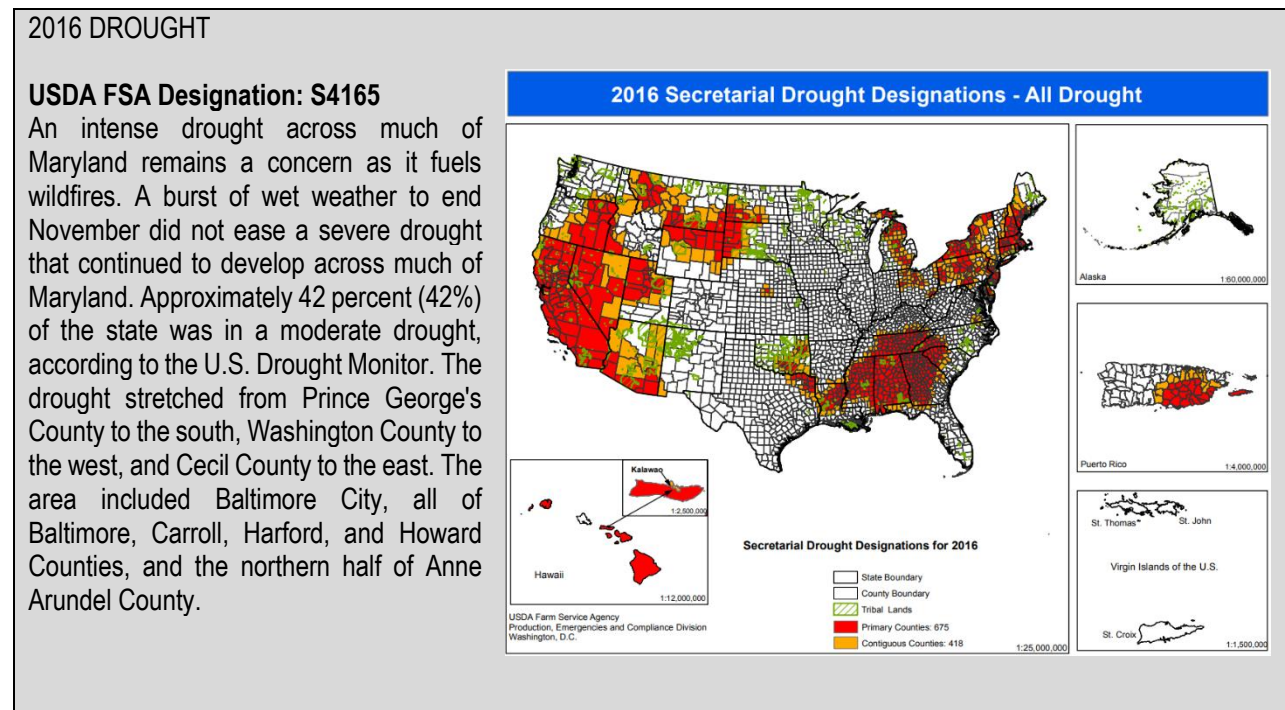 2016 DROUGHT
USDA FSA Designation: S4165
An intense drought across much of
Maryland remains a concern as it fuels
wildfires. A burst of wet weather to end
November did not ease a severe drought
that continued to develop across much of
Maryland. Approximately 42 percent (42%)
of the state was in a moderate drought,
according to the U.S. Drought Monitor. The
drought stretched from Prince George's
County to the south, Washington County to
the west, and Cecil County to the east. The
area included Baltimore City, all of
Baltimore, Carroll, Harford, and Howard
Counties, and the northern half of Anne
Arundel County.
2016 Secretarial Drought Designations - All Drought
Alaska
1:60,000,000
Puerto Rico
1:4,000,000
St. Thomas
St. John
Virgin Islands of the U.S.
St. Croix
1:1,500,000
Kalawao
1:2,500,000
Hawaii
1:12,000,000
USDA Farm Service Agency
Production, Emergencies and Compliance Division
Washington, D.C.
Secretarial Drought Designations for 2016
State Boundary
County Boundary
Tribal Lands
Primary Counties: 675
Contiguous Counties: 418
1:25,000,000